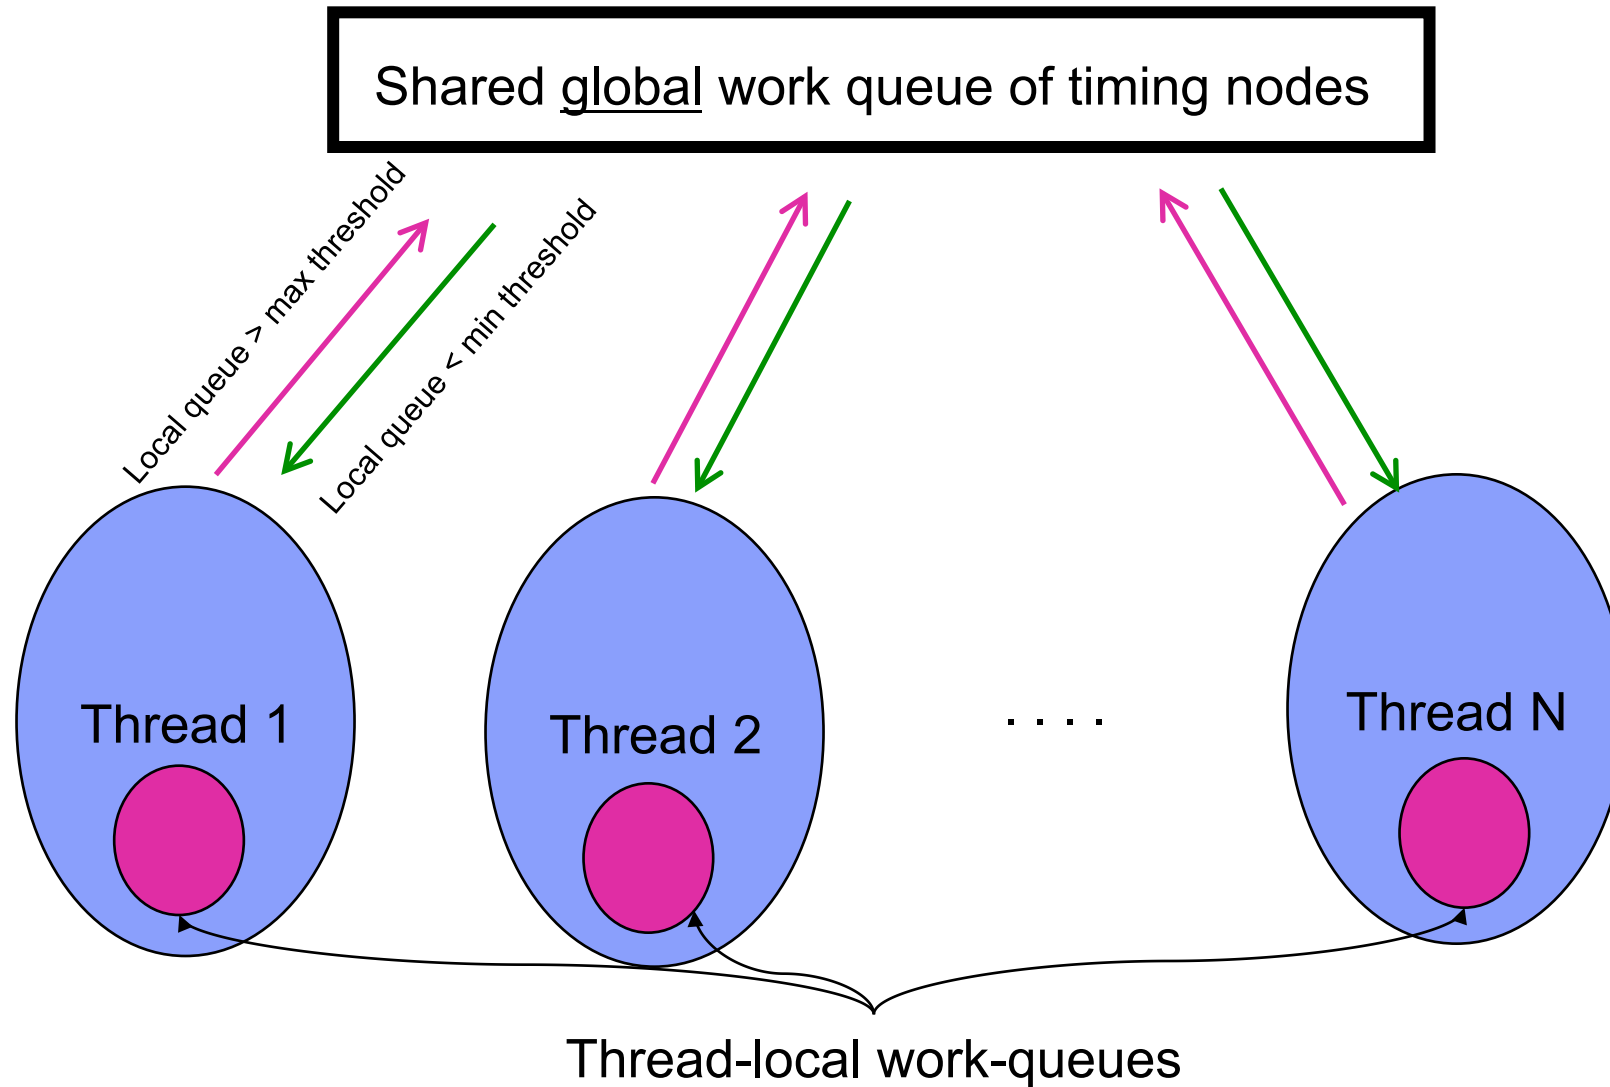 Shared global work queue of timing nodes
Local queue > max threshold
Local queue < min threshold
Thread 1
Thread 2
. . . .
Thread N
Thread-local work-queues